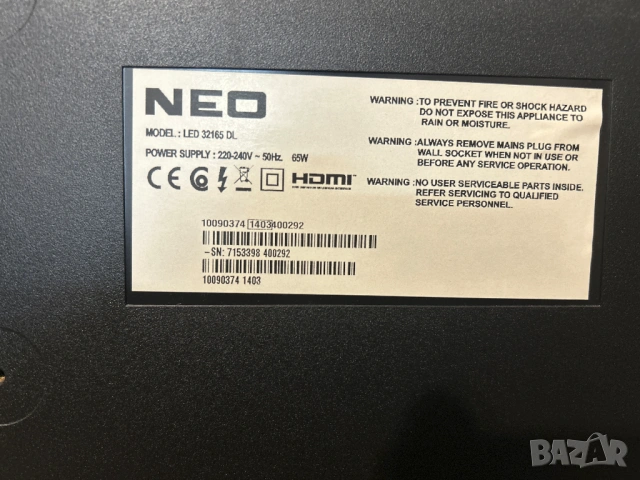 NEO
MODEL : LED 32165 DL
POWER SUPPLY : 220-240V ~ 50Hz. 65W
CE HDMI
WARNING :TO PREVENT FIRE OR SHOCK HAZARD
DO NOT EXPOSE THIS APPLIANCE TO
RAIN OR MOISTURE.
WARNING :ALWAYS REMOVE MAINS PLUG FROM
WALL SOCKET WHEN NOT IN USE OR
BEFORE ANY SERVICE OPERATION.
WARNING :NO USER SERVICEABLE PARTS INSIDE.
REFER SERVICING TO QUALIFIED
SERVICE PERSONNEL.
10090374 1403 400292
-SN: 7153398 400292
10090374 1403
BAZAR